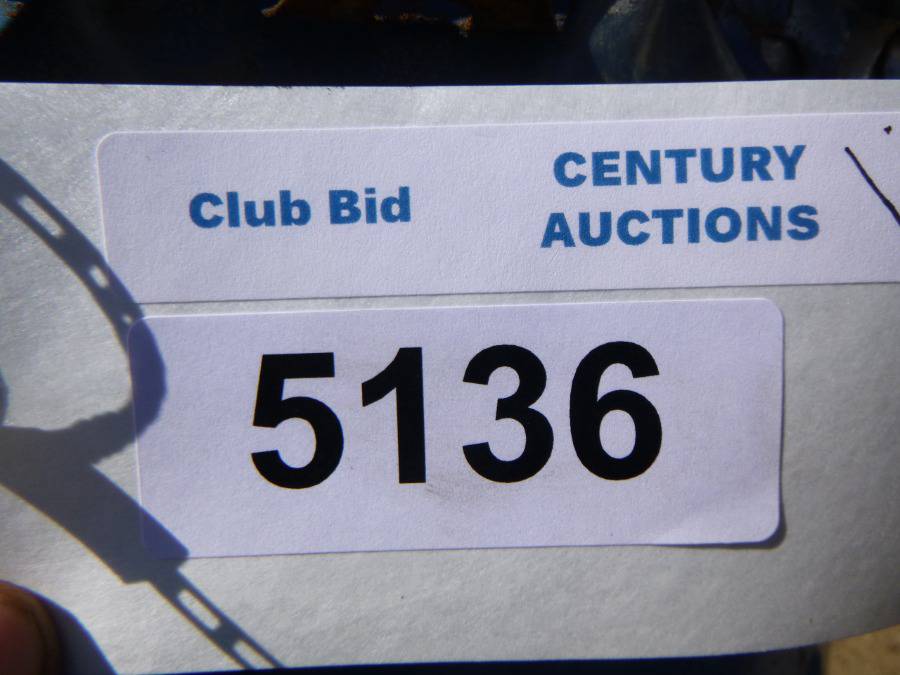 Club Bid
CENTURY
AUCTIONS
5136